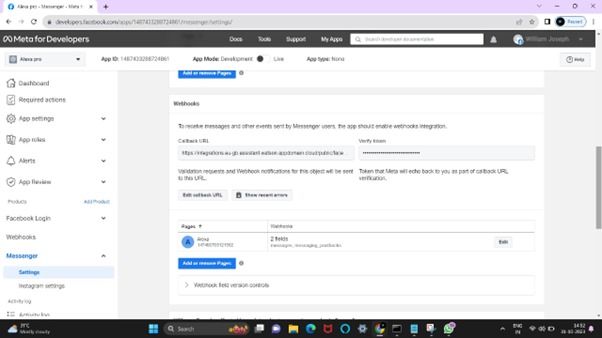 Alexa pro - Messenger - Meta f
developers.facebook.com/apps/1487433288724861/messenger/settings/
Paused
Meta for Developers
Docs Tools Support My Apps
Search developer documentation
William Joseph
Alexa pro
App ID: 1487433288724861
App Mode: Development
Live
App type: None
Help
Dashboard
Required actions
App settings
App roles
Alerts
App Review
Products
Add Product
Facebook Login
Webhooks
Messenger
Settings
Instagram settings
Activity log
Activity log
Add or remove Pages
Webhooks
To receive messages and other events sent by Messenger users, the app should enable webhooks integration.
Callback URL
Verify token
https://integrations.eu-gb.assistant.watson.appdomain.cloud/public/face...
Validation requests and Webhook notifications for this object will be sent
to this URL.
Token that Meta will echo back to you as part of callback URL
verification.
Edit callback URL
Show recent errors
Pages
Webhooks
A
Alexa
2 fields
messages, messaging_postbacks
Edit
Add or remove Pages
Webhook field version controls
31°C
Mostly cloudy
Search
ENG
IN
14:52